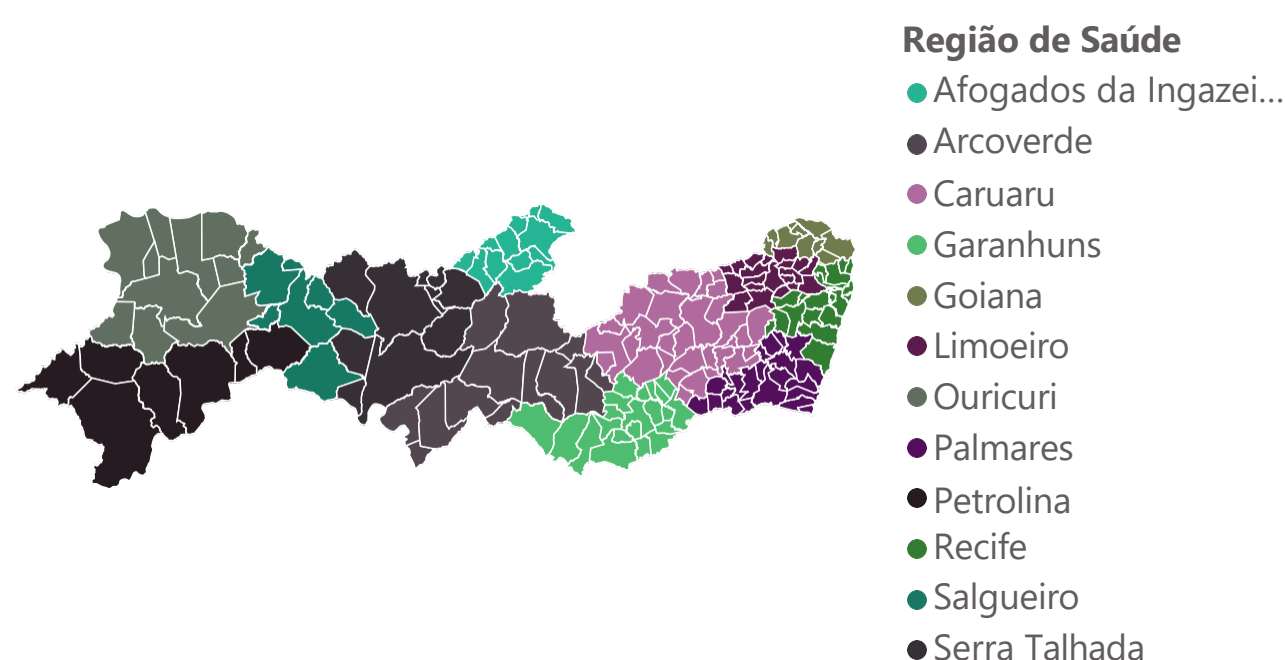 Região de Saúde
Afogados da Ingazei...
Arcoverde
Caruaru
Garanhuns
Goiana
Limoeiro
Ouricuri
Palmares
Petrolina
Recife
Salgueiro
Serra Talhada